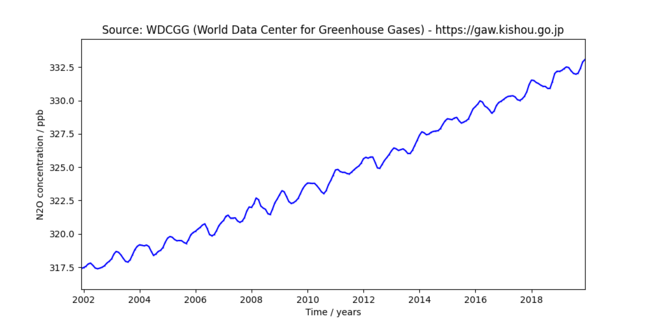 Source: WDCGG (World Data Center for Greenhouse Gases) - https://gaw.kishou.go.jp
332.5
330.0
327.5
325.0
322.5
320.0
317.5
N2O concentration / ppb
2002 2004 2006 2008 2010 2012 2014 2016 2018
Time / years